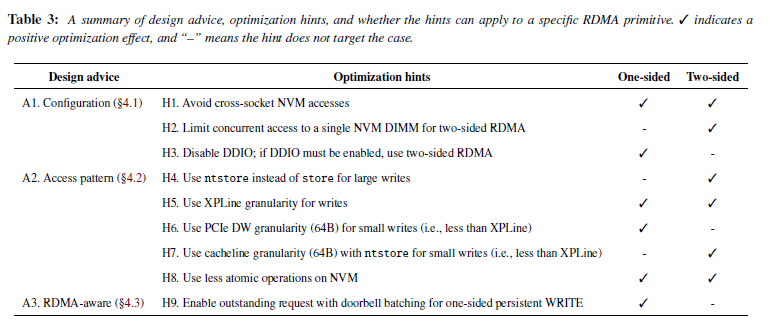 Table 3: A summary of design advice, optimization hints, and whether the hints can apply to a specific RDMA primitive. ✓ indicates a
positive optimization effect, and “–” means the hint does not target the case.
Design advice Optimization hints One-sided Two-sided
A1. Configuration (§4.1) H1. Avoid cross-socket NVM accesses ✓ ✓
H2. Limit concurrent access to a single NVM DIMM for two-sided RDMA - ✓
H3. Disable DDIO; if DDIO must be enabled, use two-sided RDMA ✓ -
A2. Access pattern (§4.2) H4. Use ntstore instead of store for large writes - ✓
H5. Use XPLine granularity for writes ✓ ✓
H6. Use PCIe DW granularity (64B) for small writes (i.e., less than XPLine) ✓ -
H7. Use cacheline granularity (64B) with ntstore for small writes (i.e., less than XPLine) - ✓
H8. Use less atomic operations on NVM ✓ ✓
A3. RDMA-aware (§4.3) H9. Enable outstanding request with doorbell batching for one-sided persistent WRITE ✓ -